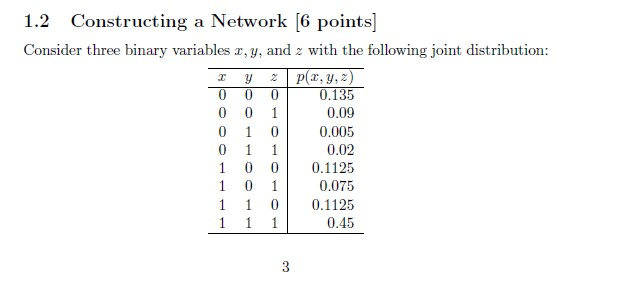 1.2 Constructing a Network [6 points]
Consider three binary variables x, y, and z with the following joint distribution:
x y z p(x, y, z)
0 0 0 0.135
0 0 1 0.09
0 1 0 0.005
0 1 1 0.02
1 0 0 0.1125
1 0 1 0.075
1 1 0 0.1125
1 1 1 0.45
3